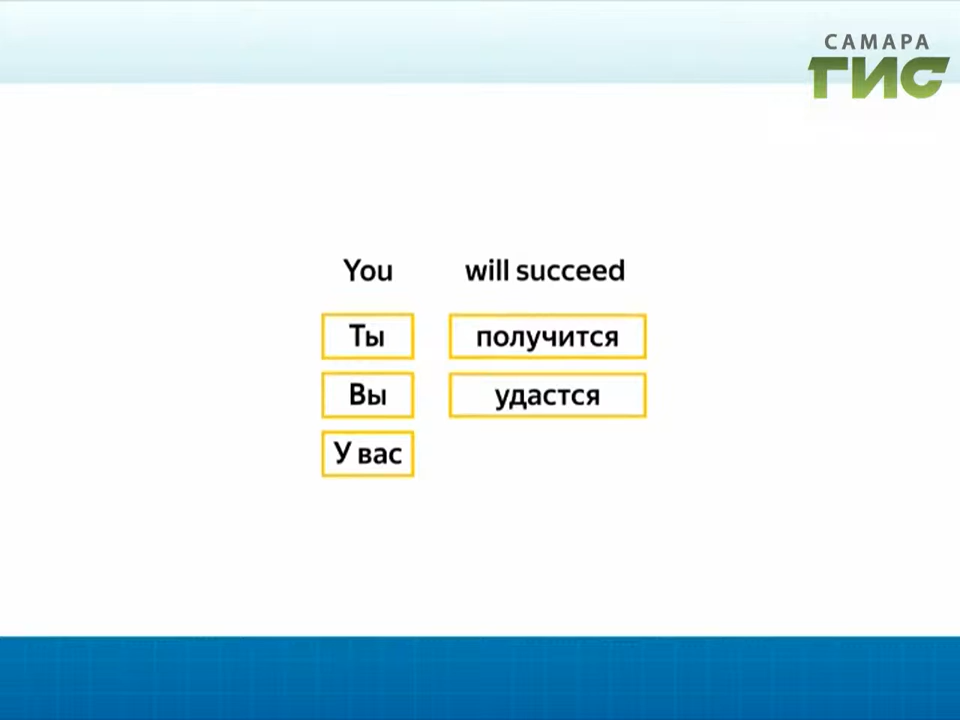 САМАРА
ГИС
You will succeed
Ты получится
Вы удастся
У вас